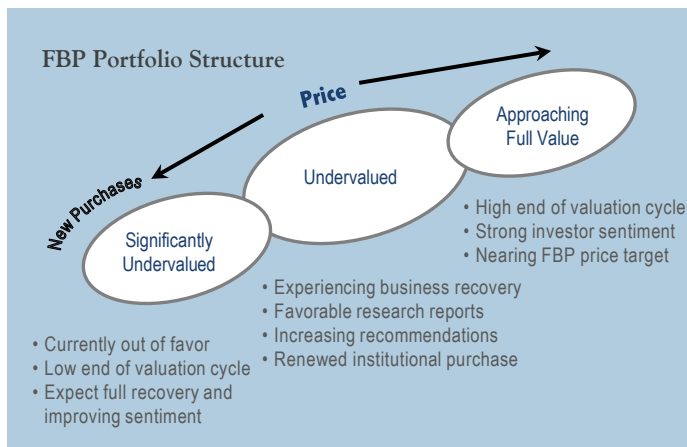 FBP Portfolio Structure
Price
New Purchases
Significantly
Undervalued
Undervalued
Approaching
Full Value
• Currently out of favor
• Low end of valuation cycle
• Expect full recovery and
improving sentiment
• Experiencing business recovery
• Favorable research reports
• Increasing recommendations
• Renewed institutional purchase
• High end of valuation cycle
• Strong investor sentiment
• Nearing FBP price target